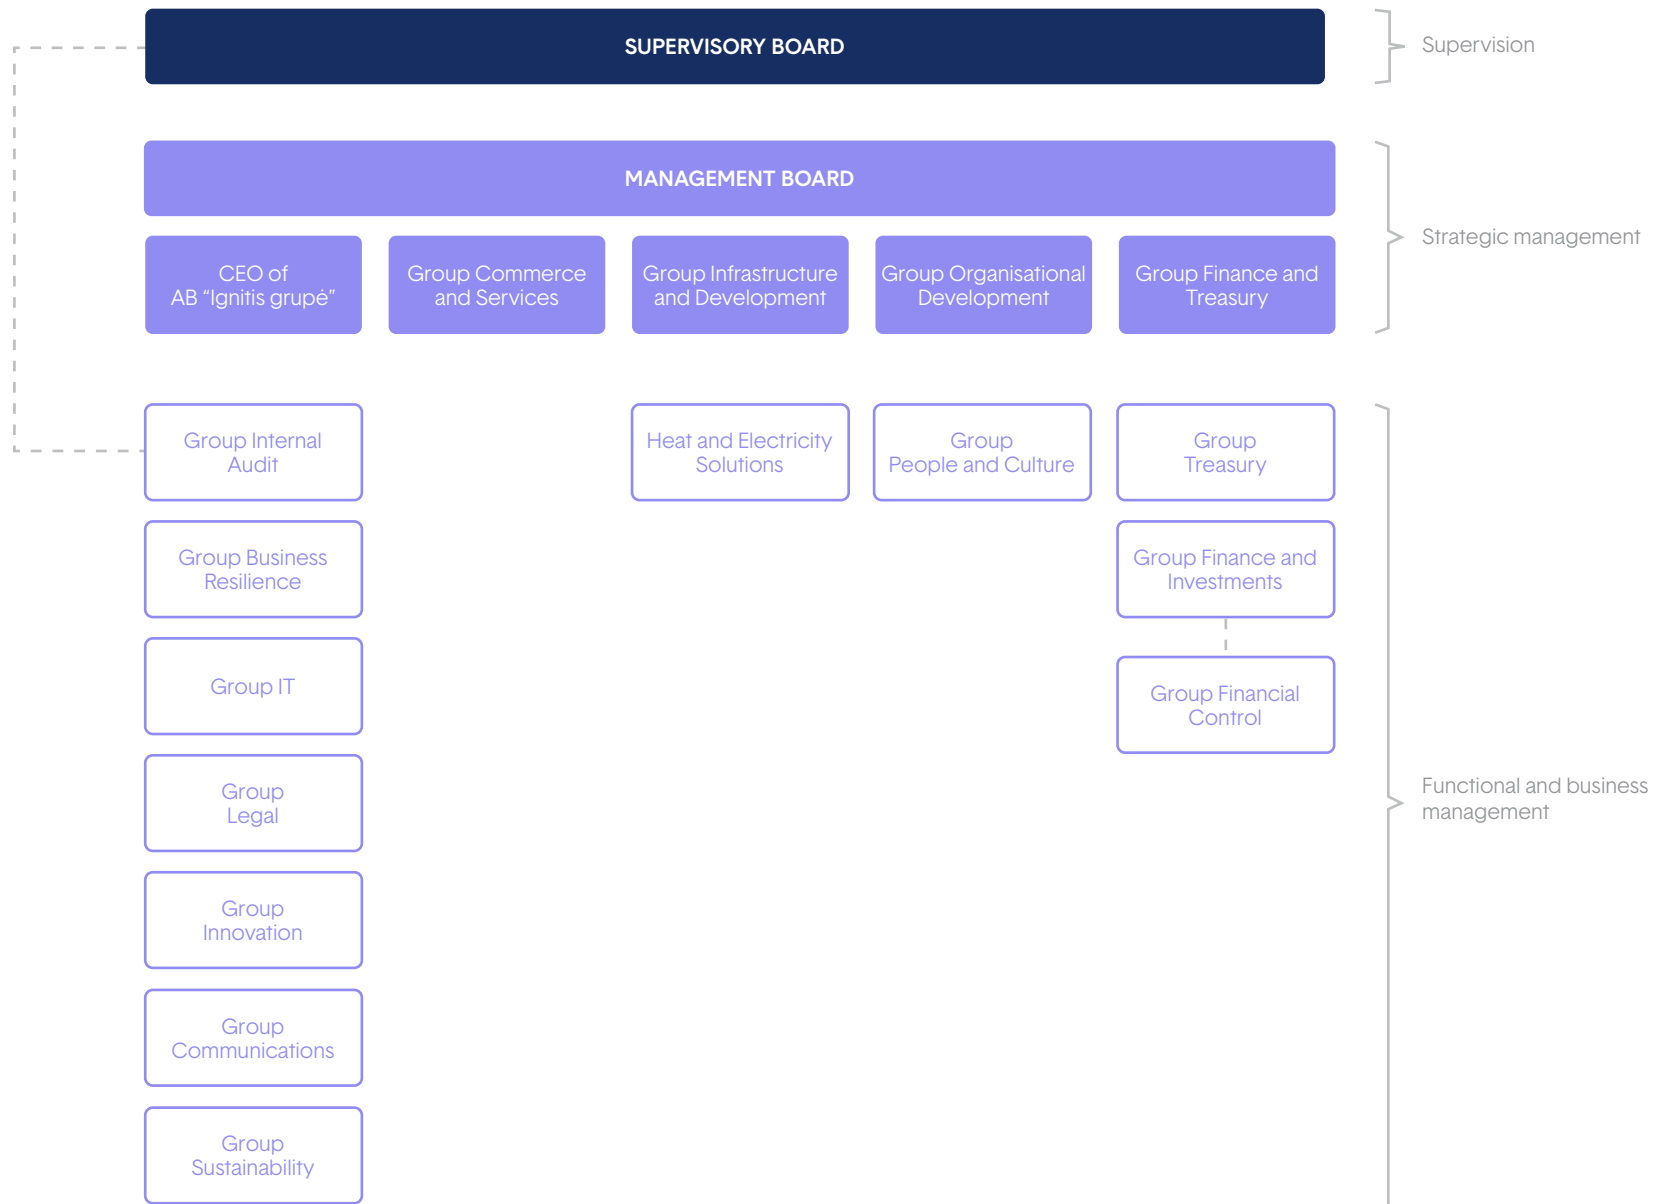 SUPERVISORY BOARD
Supervision
MANAGEMENT BOARD
Strategic management
CEO of
AB “Ignitis grupė”
Group Commerce
and Services
Group Infrastructure
and Development
Group Organisational
Development
Group Finance and
Treasury
Group Internal
Audit
Heat and Electricity
Solutions
Group
People and Culture
Group
Treasury
Group Business
Resilience
Group Finance and
Investments
Group IT
Group Financial
Control
Group
Legal
Functional and business
management
Group
Innovation
Group
Communications
Group
Sustainability